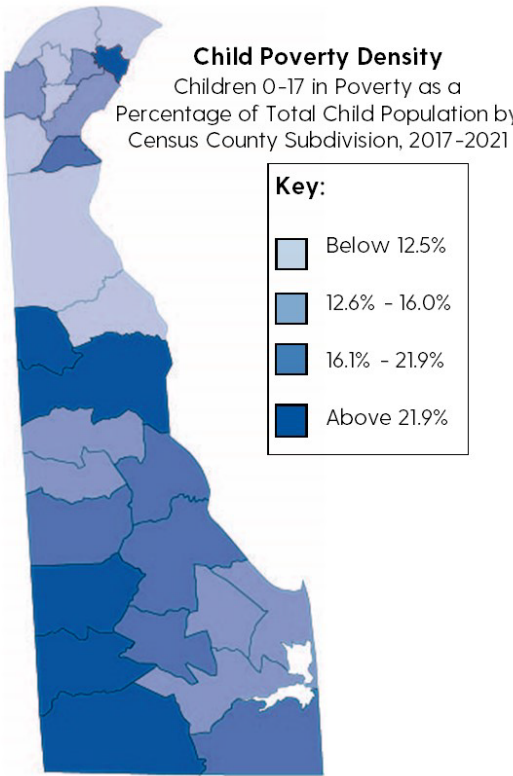 Child Poverty Density
Children 0-17 in Poverty as a
Percentage of Total Child Population by
Census County Subdivision, 2017-2021
Key:
Below 12.5%
12.6% - 16.0%
16.1% - 21.9%
Above 21.9%